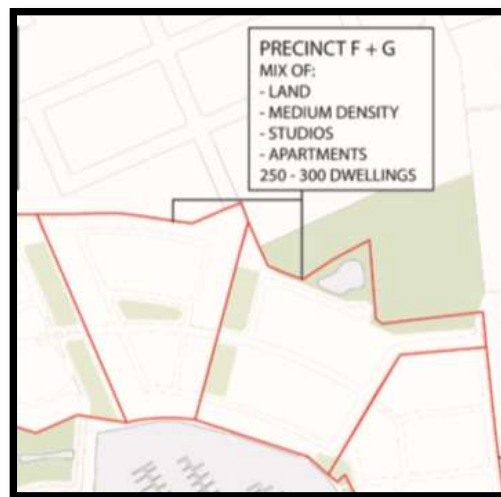 PRECINCT F + G
MIX OF:
- LAND
- MEDIUM DENSITY
- STUDIOS
- APARTMENTS
250 - 300 DWELLINGS